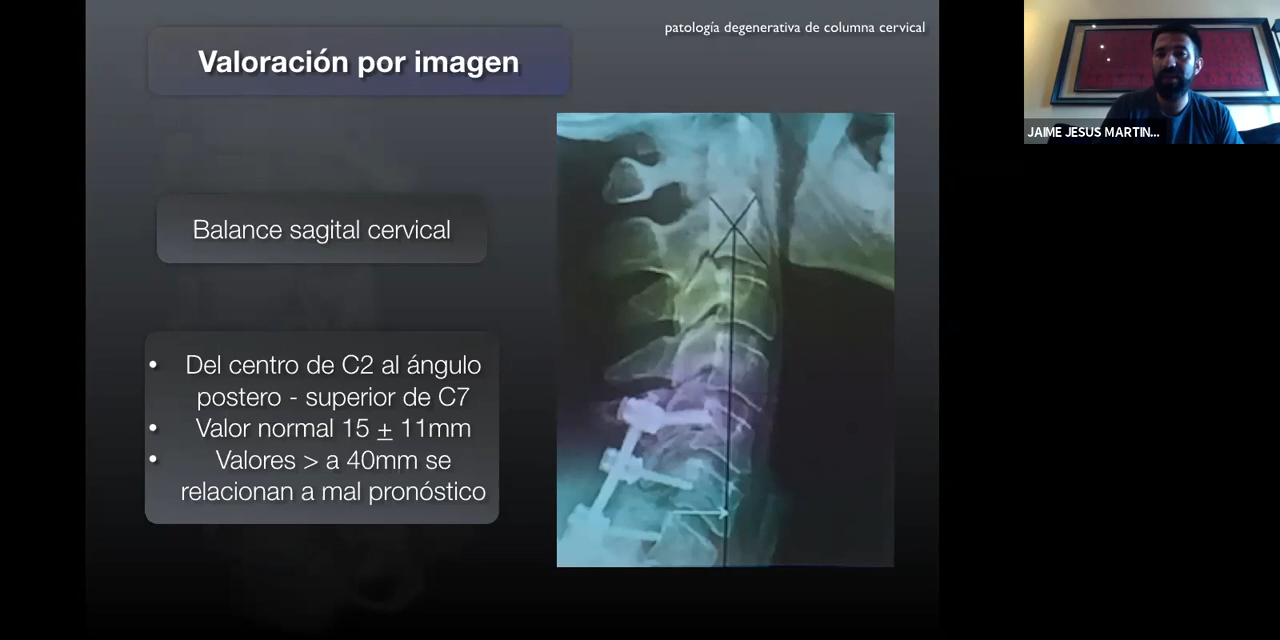 patología degenerativa de columna cervical
Valoración por imagen
JAIME JESUS MARTIN...
Balance sagital cervical
• Del centro de C2 al ángulo
postero - superior de C7
• Valor normal 15 ± 11mm
• Valores > a 40mm se
relacionan a mal pronóstico